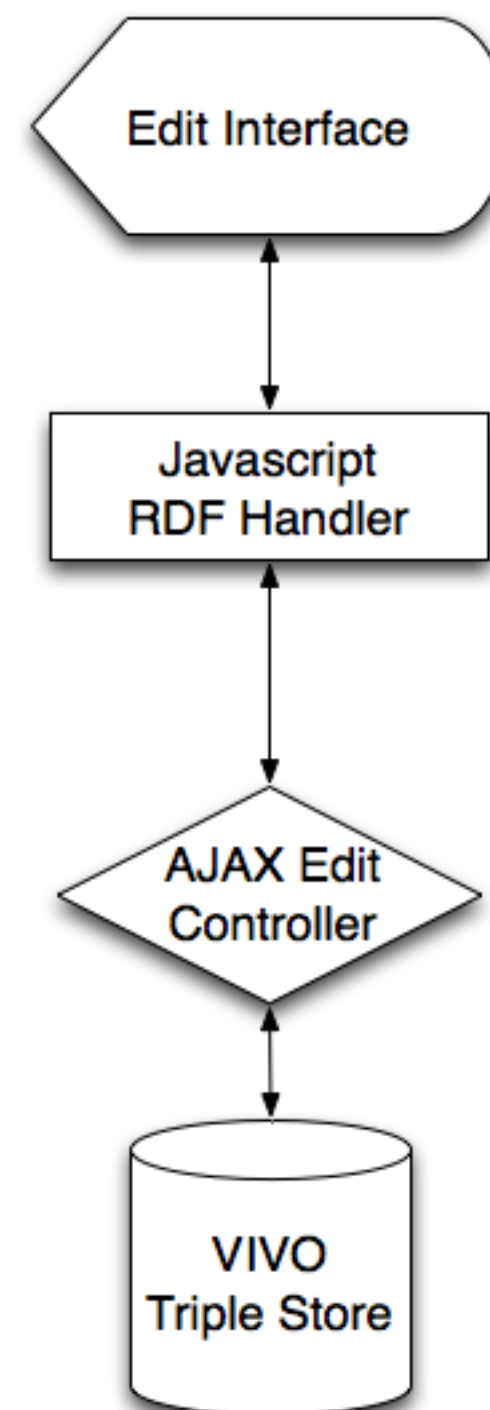 Edit Interface
Javascript
RDF Handler
AJAX Edit
Controller
VIVO
Triple Store